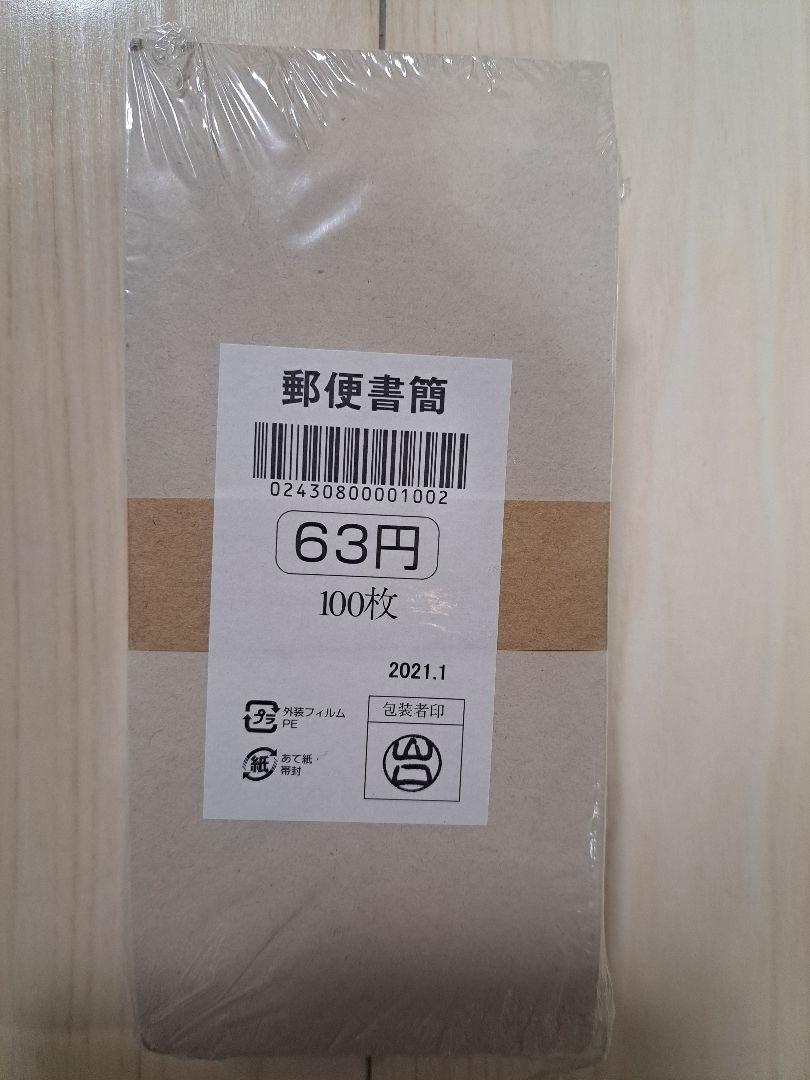 郵便書簡
02430800001002
63円
100枚
2021.1
プラ
外装フィルム
PE
紙
あて紙・
帯封
包装者印